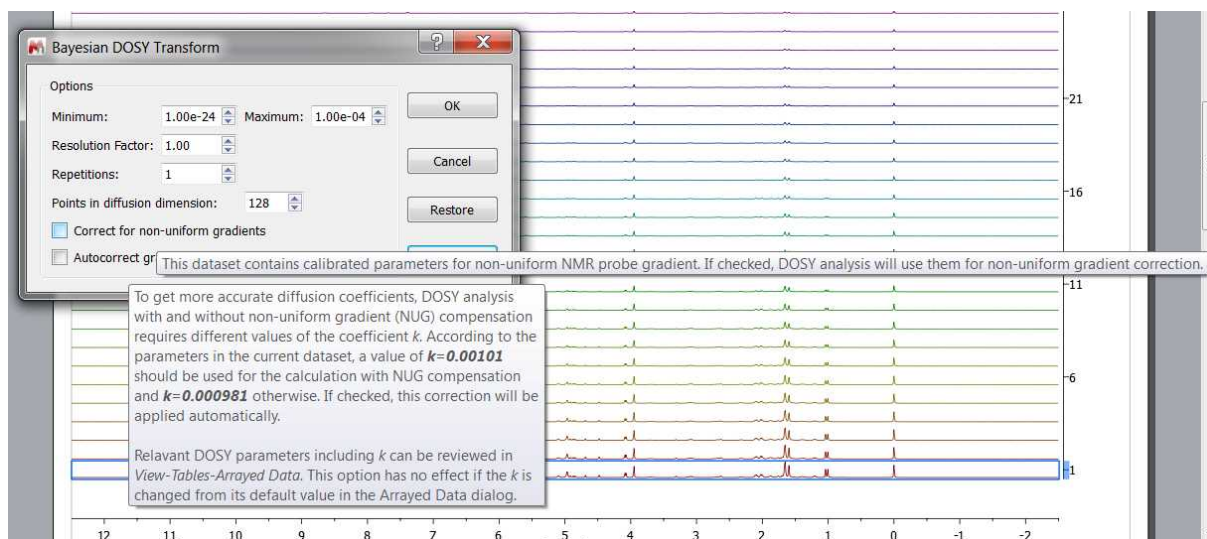 Bayesian DOSY Transform
Options
Minimum: 1.00e-24 Maximum: 1.00e-04
OK
Resolution Factor: 1.00
Cancel
Repetitions: 1
Points in diffusion dimension: 128
Restore
Correct for non-uniform gradients
Autocorrect gr
This dataset contains calibrated parameters for non-uniform NMR probe gradient. If checked, DOSY analysis will use them for non-uniform gradient correction.
To get more accurate diffusion coefficients, DOSY analysis
with and without non-uniform gradient (NUG) compensation
requires different values of the coefficient k. According to the
parameters in the current dataset, a value of k=0.00101
should be used for the calculation with NUG compensation
and k=0.000981 otherwise. If checked, this correction will be
applied automatically.
Relavant DOSY parameters including k can be reviewed in
View-Tables-Arrayed Data. This option has no effect if the k is
changed from its default value in the Arrayed Data dialog.
21
16
11
6
1
12 11 10 9 8 7 6 5 4 3 2 1 0 -1 -2